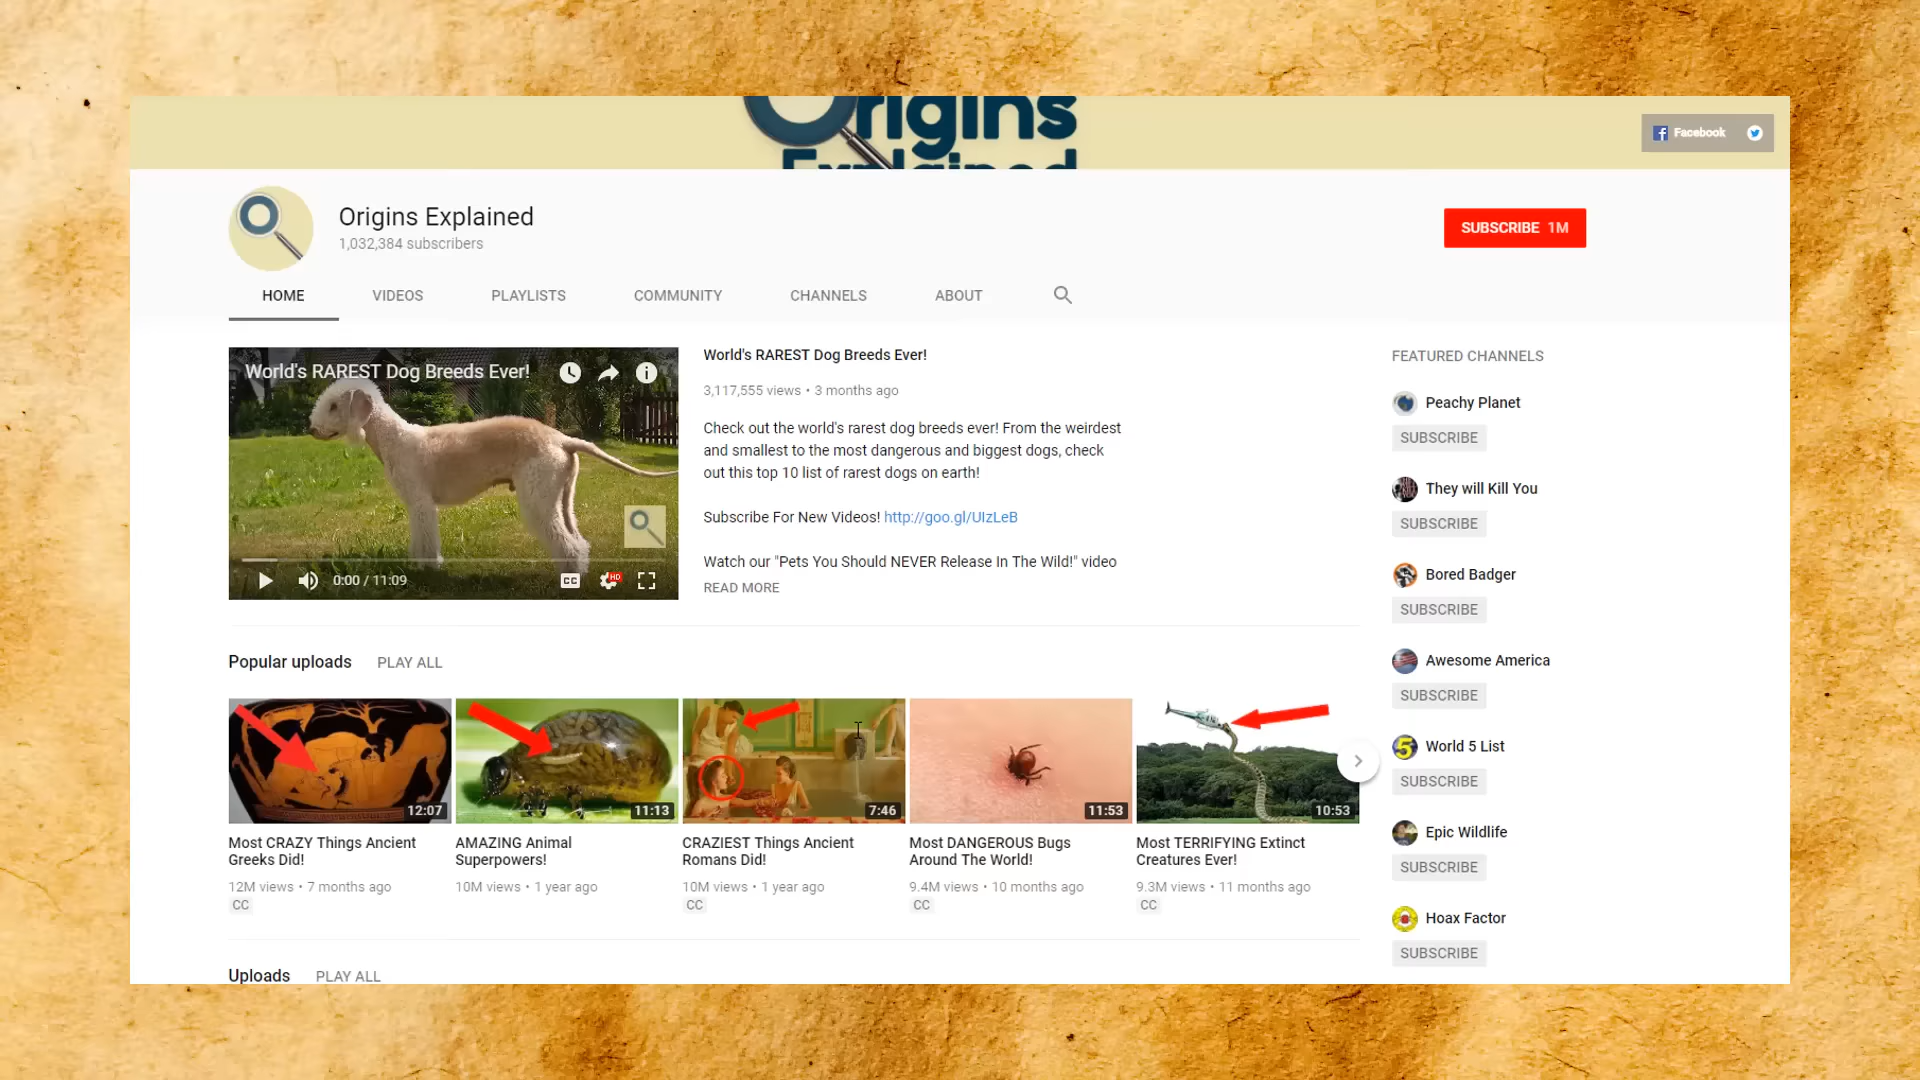 Origins
Explained
Facebook
Origins Explained
1,032,384 subscribers
SUBSCRIBE 1M
HOME VIDEOS PLAYLISTS COMMUNITY CHANNELS ABOUT
World's RAREST Dog Breeds Ever!
0:00 / 11:09
CC
HD
World's RAREST Dog Breeds Ever!
3,117,555 views • 3 months ago
Check out the world's rarest dog breeds ever! From the weirdest
and smallest to the most dangerous and biggest dogs, check
out this top 10 list of rarest dogs on earth!
Subscribe For New Videos! http://goo.gl/UIzLeB
Watch our "Pets You Should NEVER Release In The Wild!" video
READ MORE
Popular uploads PLAY ALL
12:07
Most CRAZY Things Ancient
Greeks Did!
12M views • 7 months ago
CC
11:13
AMAZING Animal
Superpowers!
10M views • 1 year ago
7:46
CRAZIEST Things Ancient
Romans Did!
10M views • 1 year ago
CC
11:53
Most DANGEROUS Bugs
Around The World!
9.4M views • 10 months ago
CC
10:53
Most TERRIFYING Extinct
Creatures Ever!
9.3M views • 11 months ago
CC
Uploads PLAY ALL
FEATURED CHANNELS
Peachy Planet
SUBSCRIBE
They will Kill You
SUBSCRIBE
Bored Badger
SUBSCRIBE
Awesome America
SUBSCRIBE
5
World 5 List
SUBSCRIBE
Epic Wildlife
SUBSCRIBE
Hoax Factor
SUBSCRIBE